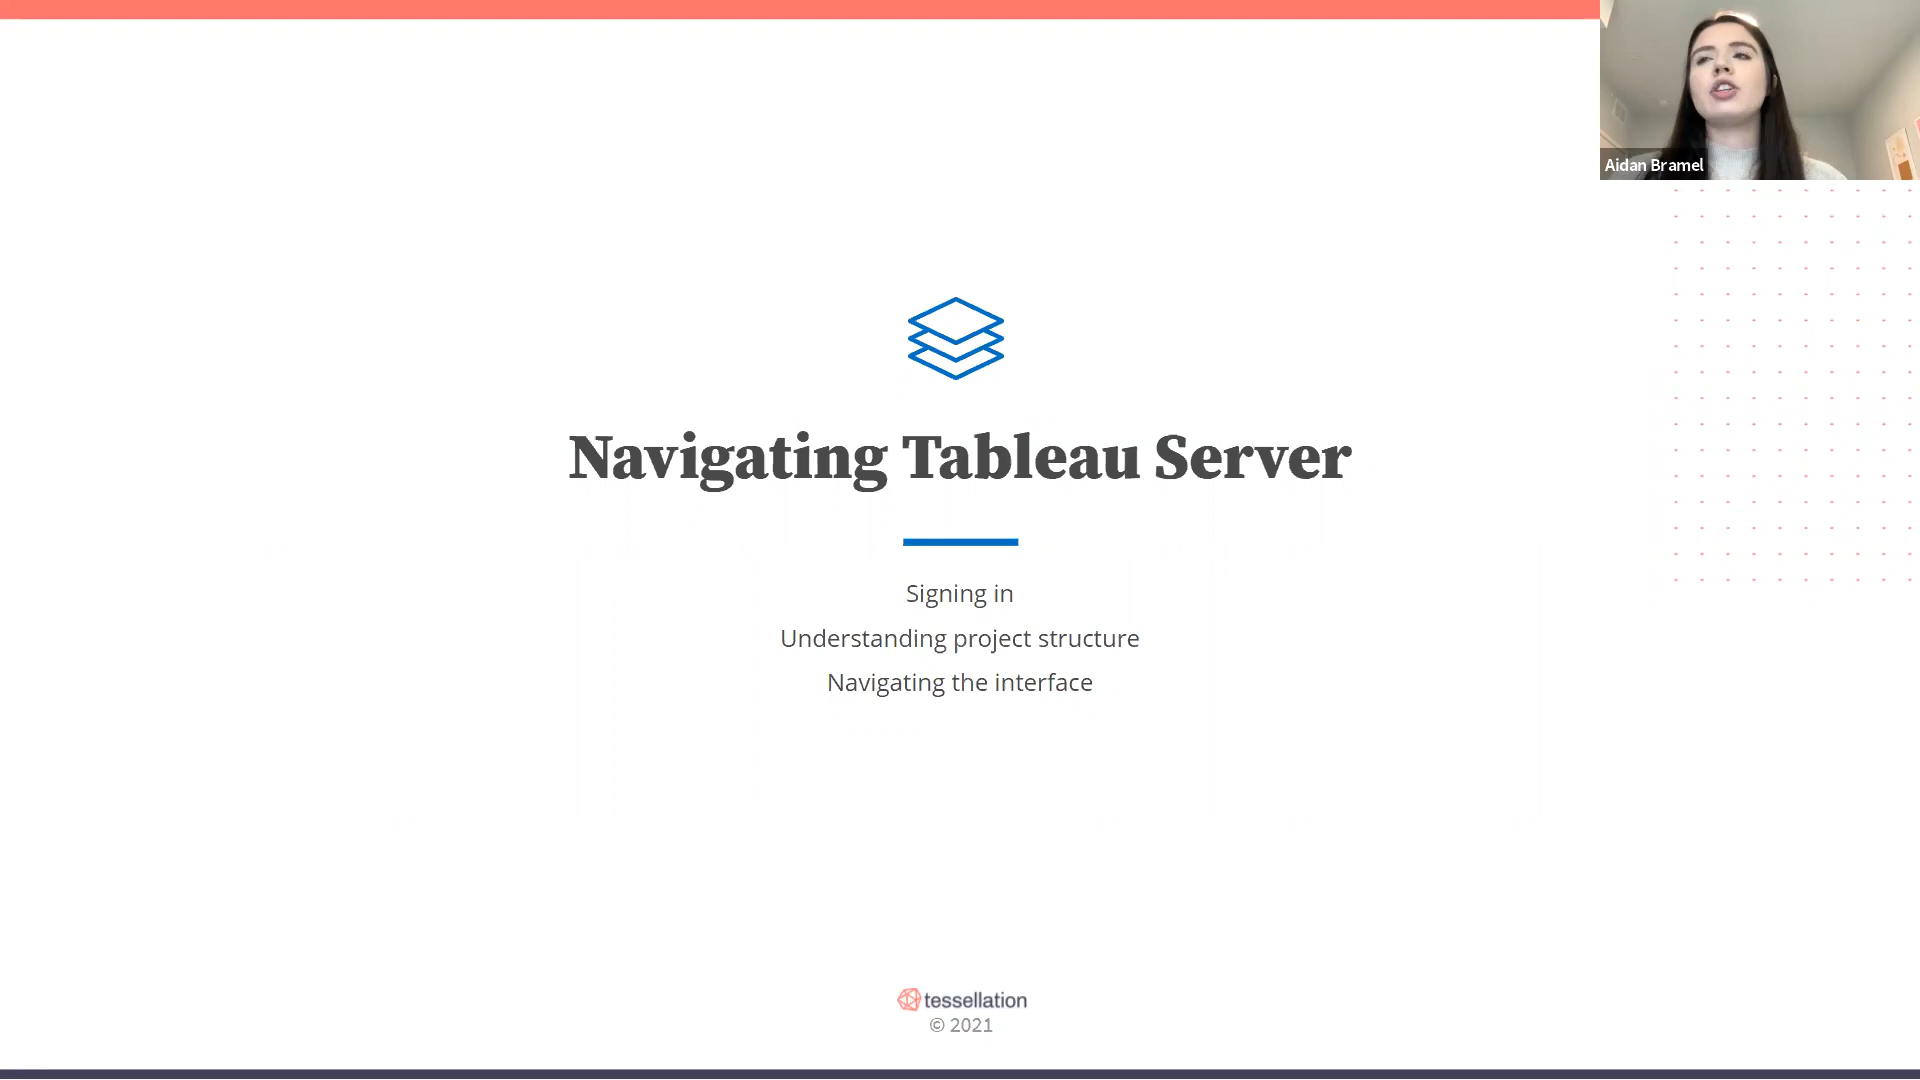 Aidan Bramel
Navigating Tableau Server
Signing in
Understanding project structure
Navigating the interface
tessellation
© 2021